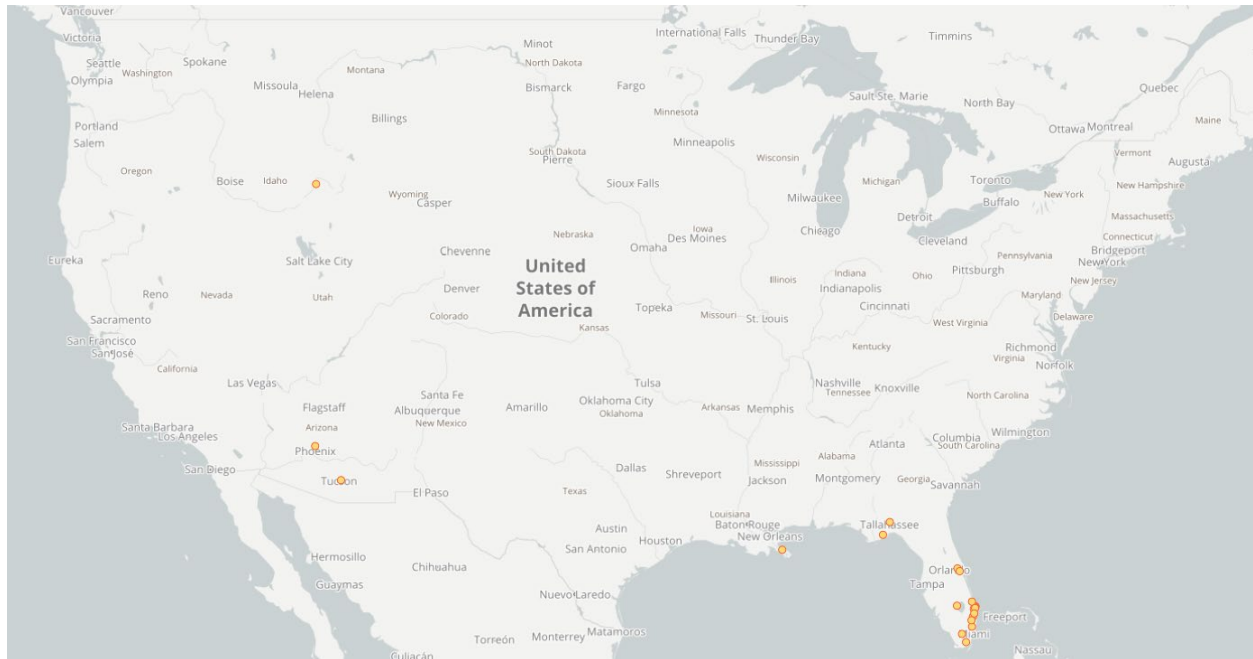 Vancouver
Victoria
Seattle
Olympia
Washington
Spokane
Missoula
Helena
Montana
Minot
North Dakota
Bismarck
Fargo
International Falls
Thunder Bay
Timmins
Quebec
Portland
Salem
Billings
Minnesota
Minneapolis
Sault Ste. Marie
North Bay
Ottawa
Montreal
Maine
Oregon
Boise
Idaho
Wyoming
Casper
South Dakota
Pierre
Sioux Falls
Wisconsin
Milwaukee
Michigan
Toronto
Buffalo
New York
Vermont
Augusta
New Hampshire
Massachusetts
Eureka
Salt Lake City
Cheyenne
Nebraska
Omaha
Iowa
Des Moines
Chicago
Detroit
Cleveland
Pennsylvania
Connecticut
Bridgeport
New York
Reno
Nevada
Utah
Denver
United
States of
America
Illinois
Indiana
Indianapolis
Ohio
Pittsburgh
New Jersey
Sacramento
San Francisco
San José
Colorado
Kansas
Topeka
Missouri
St. Louis
Cincinnati
West Virginia
Maryland
Delaware
California
Las Vegas
Kentucky
Richmond
Virginia
Norfolk
Santa Barbara
Los Angeles
San Diego
Flagstaff
Arizona
Phoenix
Tucson
Santa Fe
Albuquerque
New Mexico
Amarillo
Tulsa
Oklahoma City
Oklahoma
Arkansas
Memphis
Nashville
Tennessee
Knoxville
North Carolina
Wilmington
El Paso
Texas
Dallas
Shreveport
Mississippi
Jackson
Alabama
Montgomery
Atlanta
Georgia
Columbia
South Carolina
Savannah
Hermosillo
Guaymas
Chihuahua
Austin
San Antonio
Houston
Louisiana
Baton Rouge
New Orleans
Tallahassee
Orlando
Tampa
Culiacán
Torreón
Nuevo Laredo
Monterrey
Matamoros
Miami
Freeport
Nassau